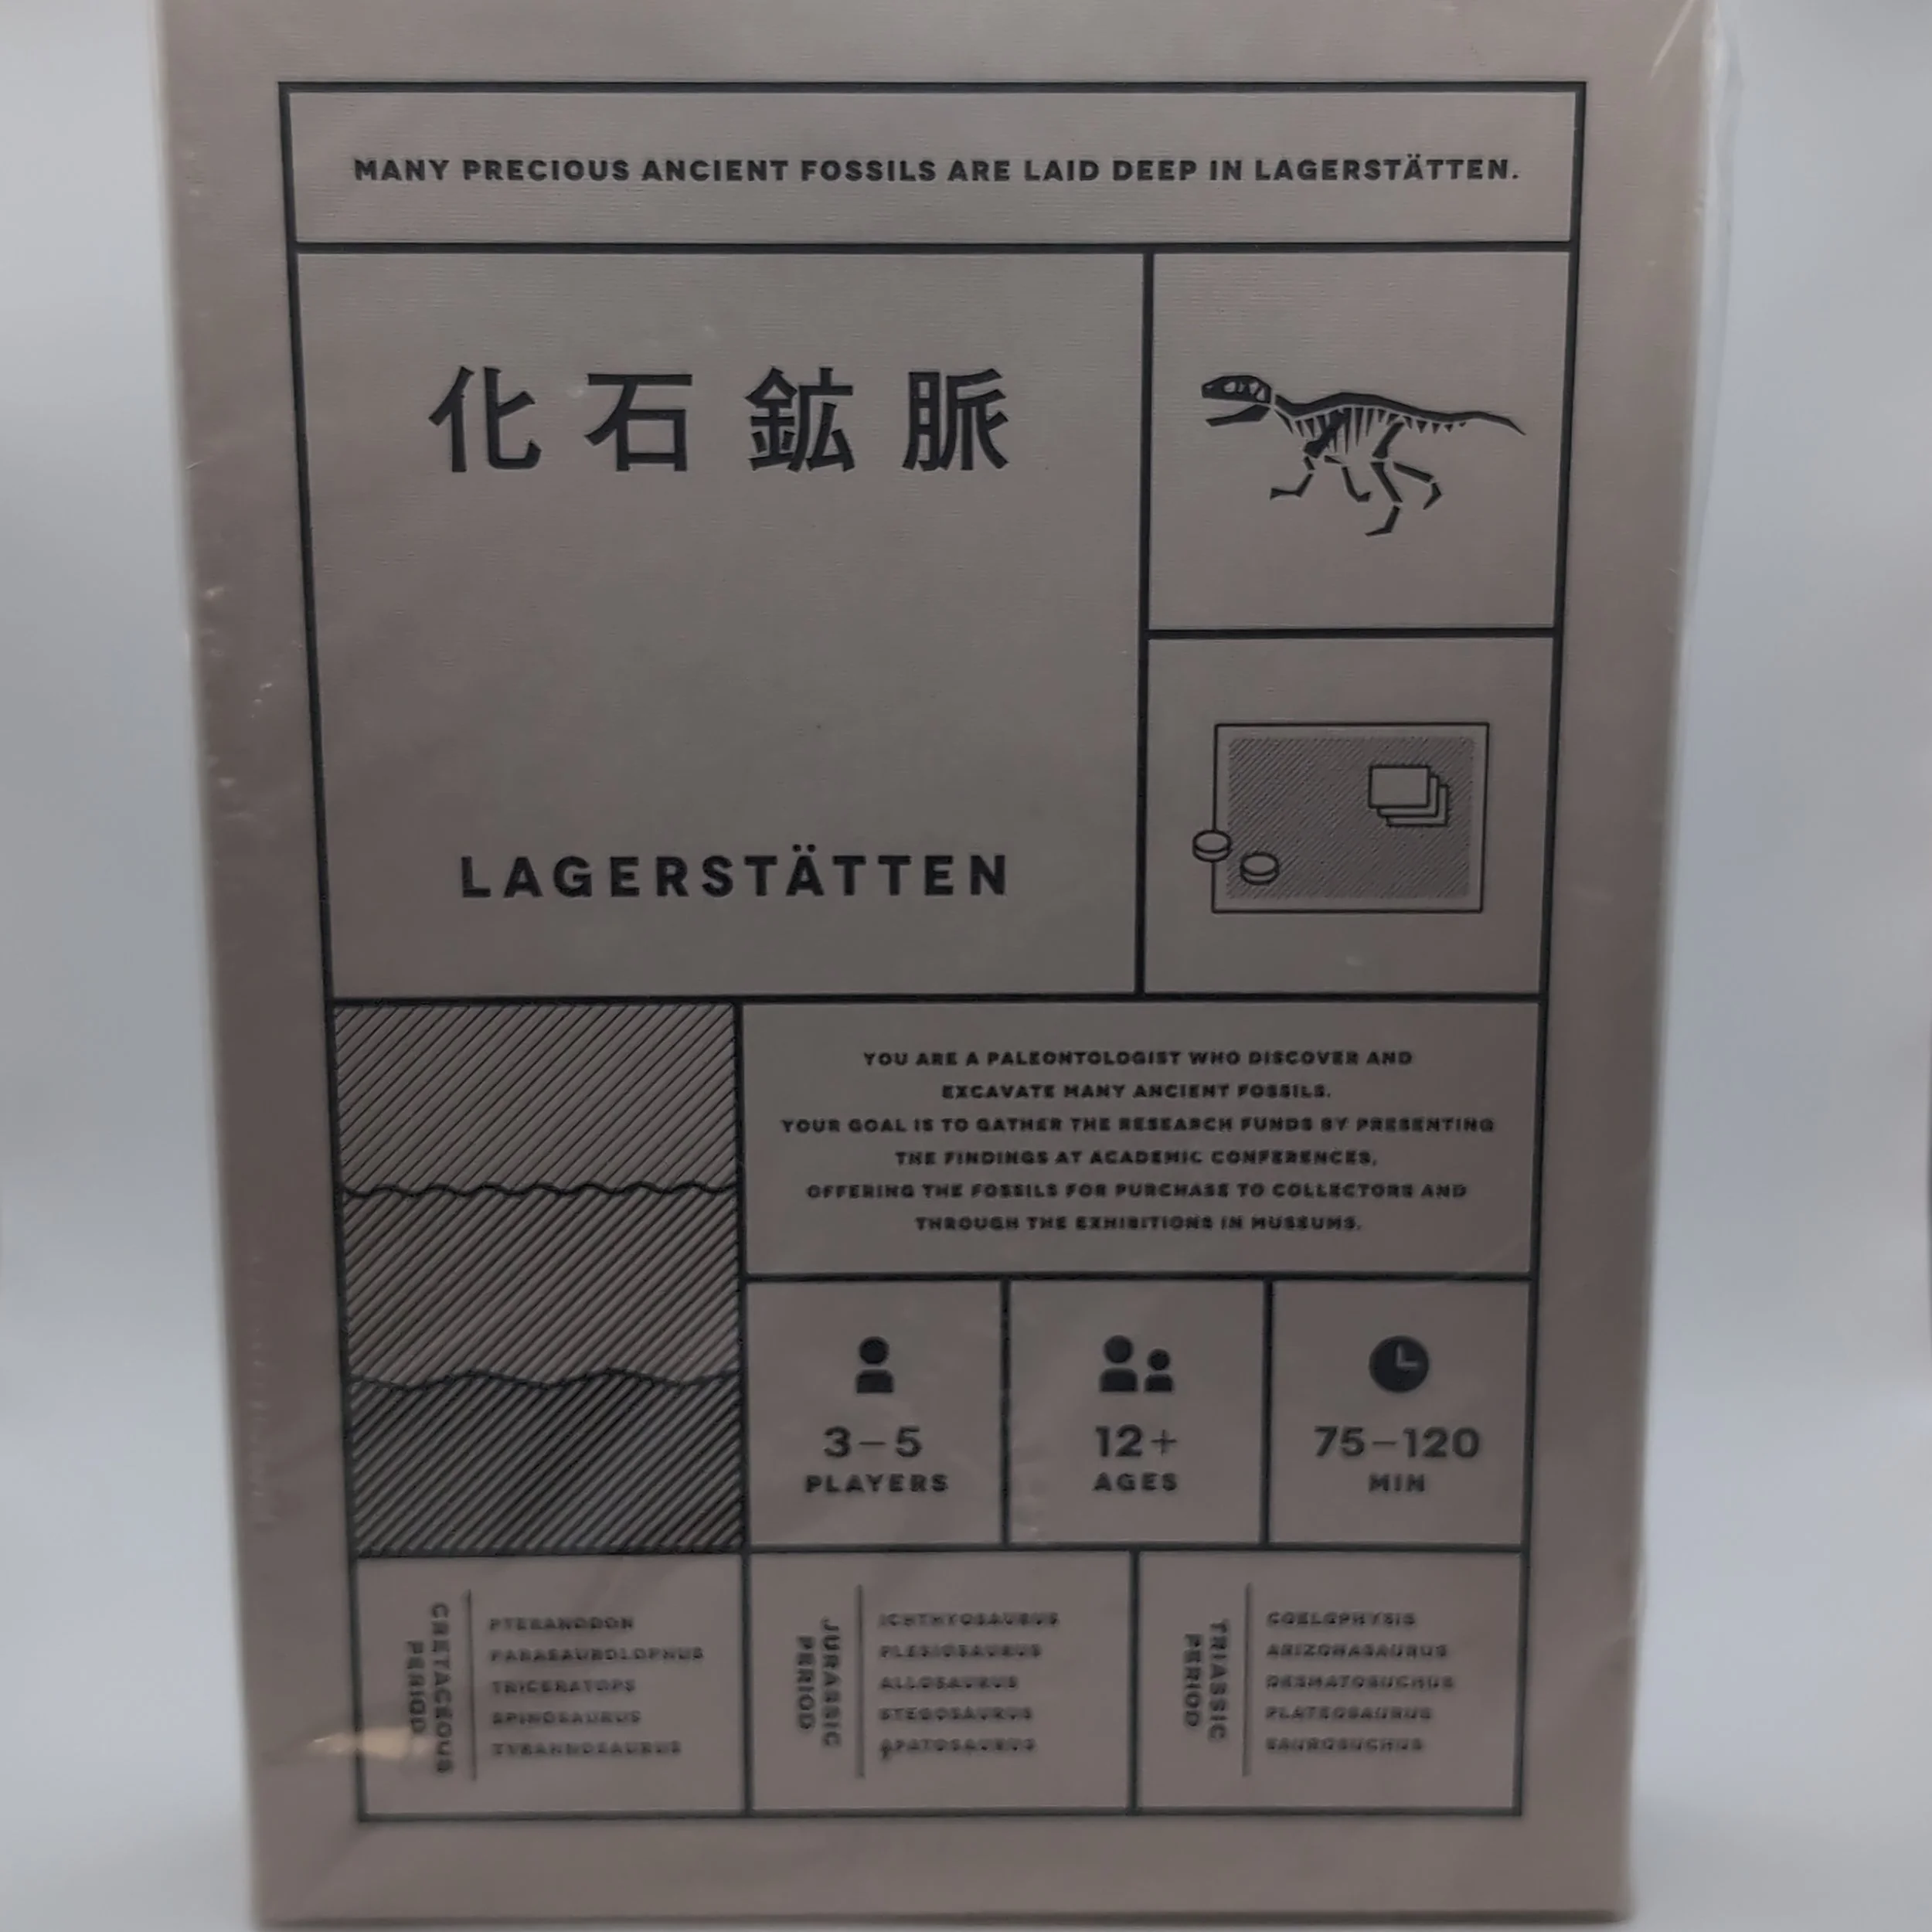 MANY PRECIOUS ANCIENT FOSSILS ARE LAID DEEP IN LAGERSTÄTTEN.
化石鉱脈
LAGERSTÄTTEN
YOU ARE A PALEONTOLOGIST WHO DISCOVER AND
EXCAVATE MANY ANCIENT FOSSILS.
YOUR GOAL IS TO GATHER THE RESEARCH FUNDS BY PRESENTING
THE FINDINGS AT ACADEMIC CONFERENCES,
OFFERING THE FOSSILS FOR PURCHASE TO COLLECTORS AND
THROUGH THE EXHIBITIONS IN MUSEUMS.
3–5
PLAYERS
12+
AGES
75–120
MIN
CRETACEOUS
PERIOD
PTERANODON
PARASAUROLOPHUS
TRICERATOPS
SPINOSAURUS
TYRANNOSAURUS
JURASSIC
PERIOD
ICHTHYOSAURUS
PLESIOSAURUS
ALLOSAURUS
STEGOSAURUS
APATOSAURUS
TRIASSIC
PERIOD
COELOPHYSIS
ARIZONASAURUS
DESMATOSUCHUS
PLATEOSAURUS
SAUROSUCHUS